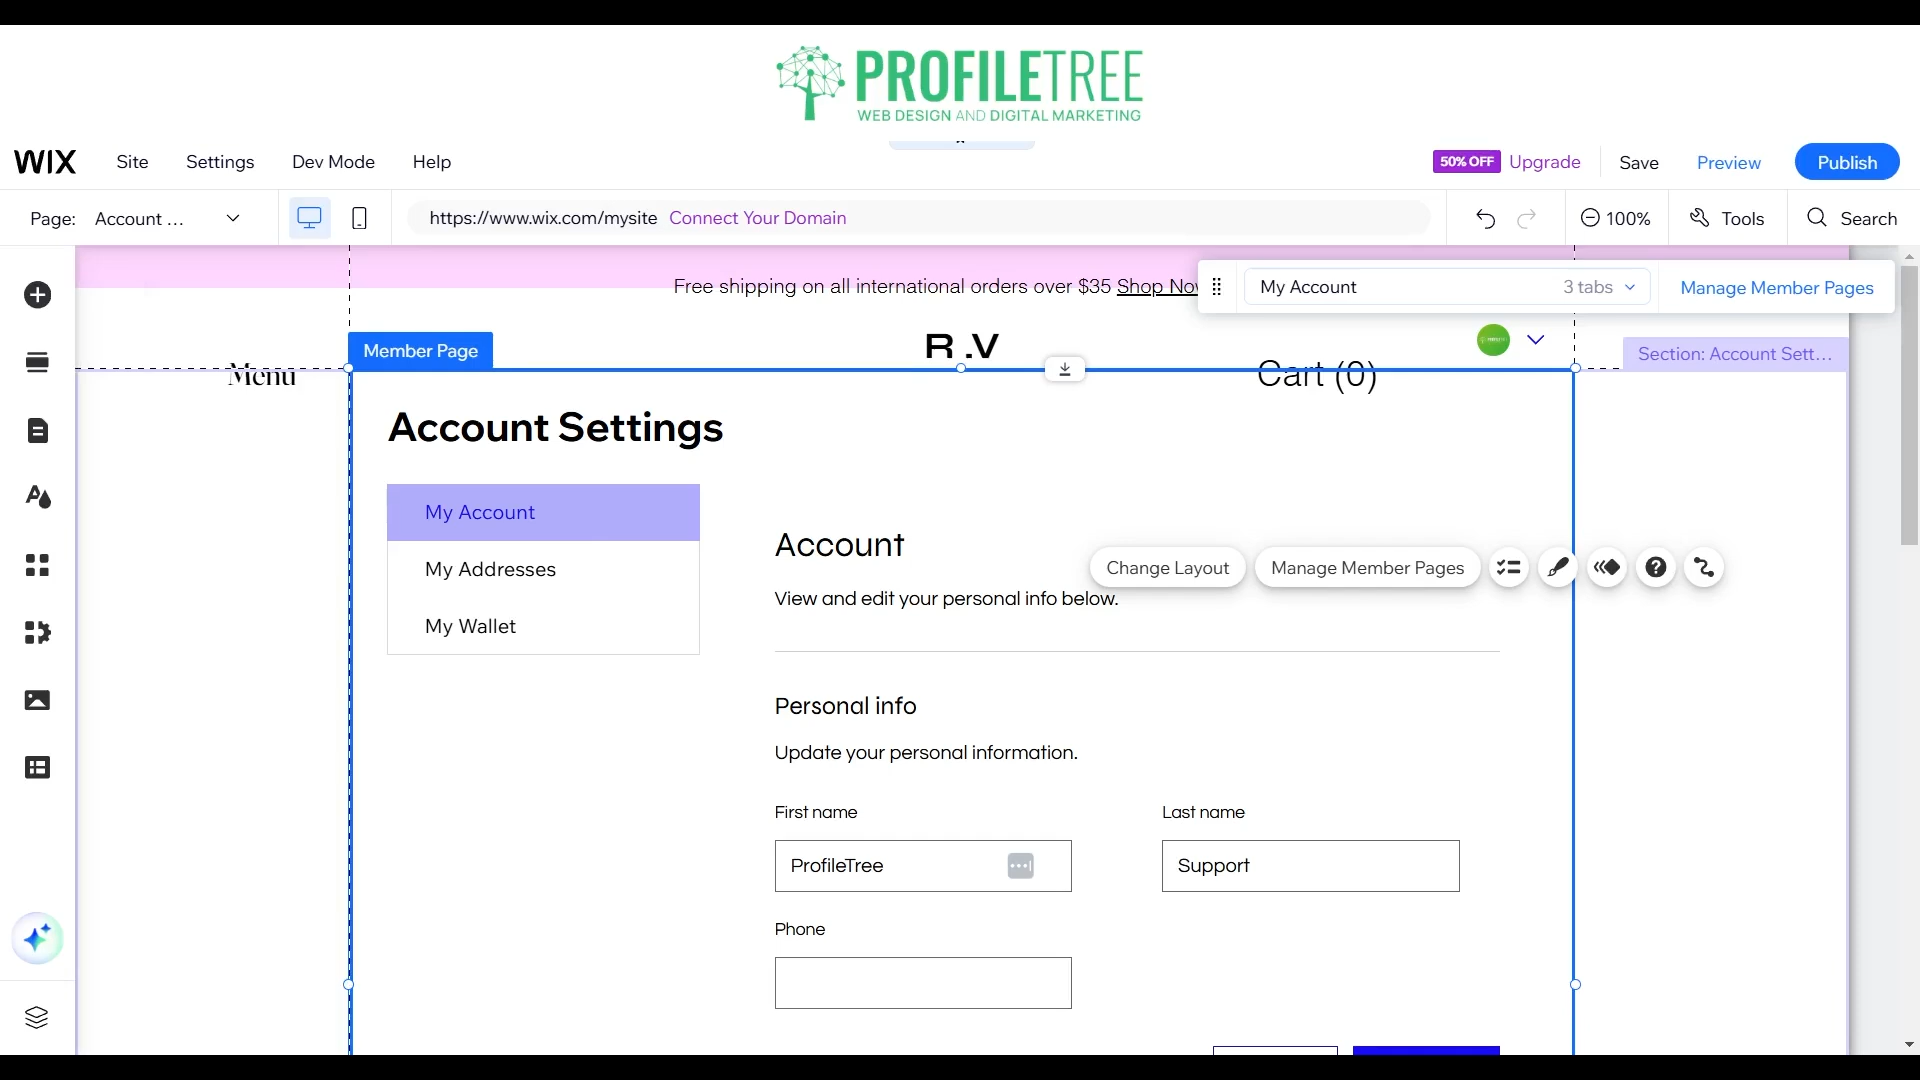 PROFILETREE
WEB DESIGN AND DIGITAL MARKETING
WIX Site Settings Dev Mode Help 50% OFF Upgrade Save Preview Publish
Page: Account ... https://www.wix.com/mysite Connect Your Domain 100% Tools Search
Free shipping on all international orders over $35 Shop Now
My Account 3 tabs Manage Member Pages
R.V
Member Page
Section: Account Sett...
Menu
Cart (0)
Account Settings
My Account
My Addresses
My Wallet
Account
Change Layout Manage Member Pages
View and edit your personal info below.
Personal info
Update your personal information.
First name Last name
ProfileTree Support
Phone